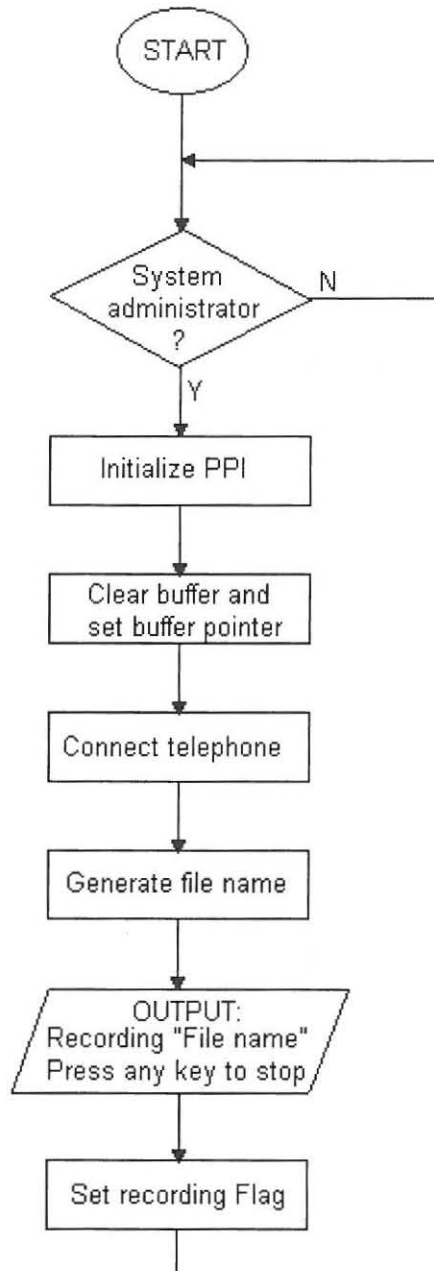 START
System
administrator
?
N
Y
Initialize PPI
Clear buffer and
set buffer pointer
Connect telephone
Generate file name
OUTPUT:
Recording "File name"
Press any key to stop
Set recording Flag